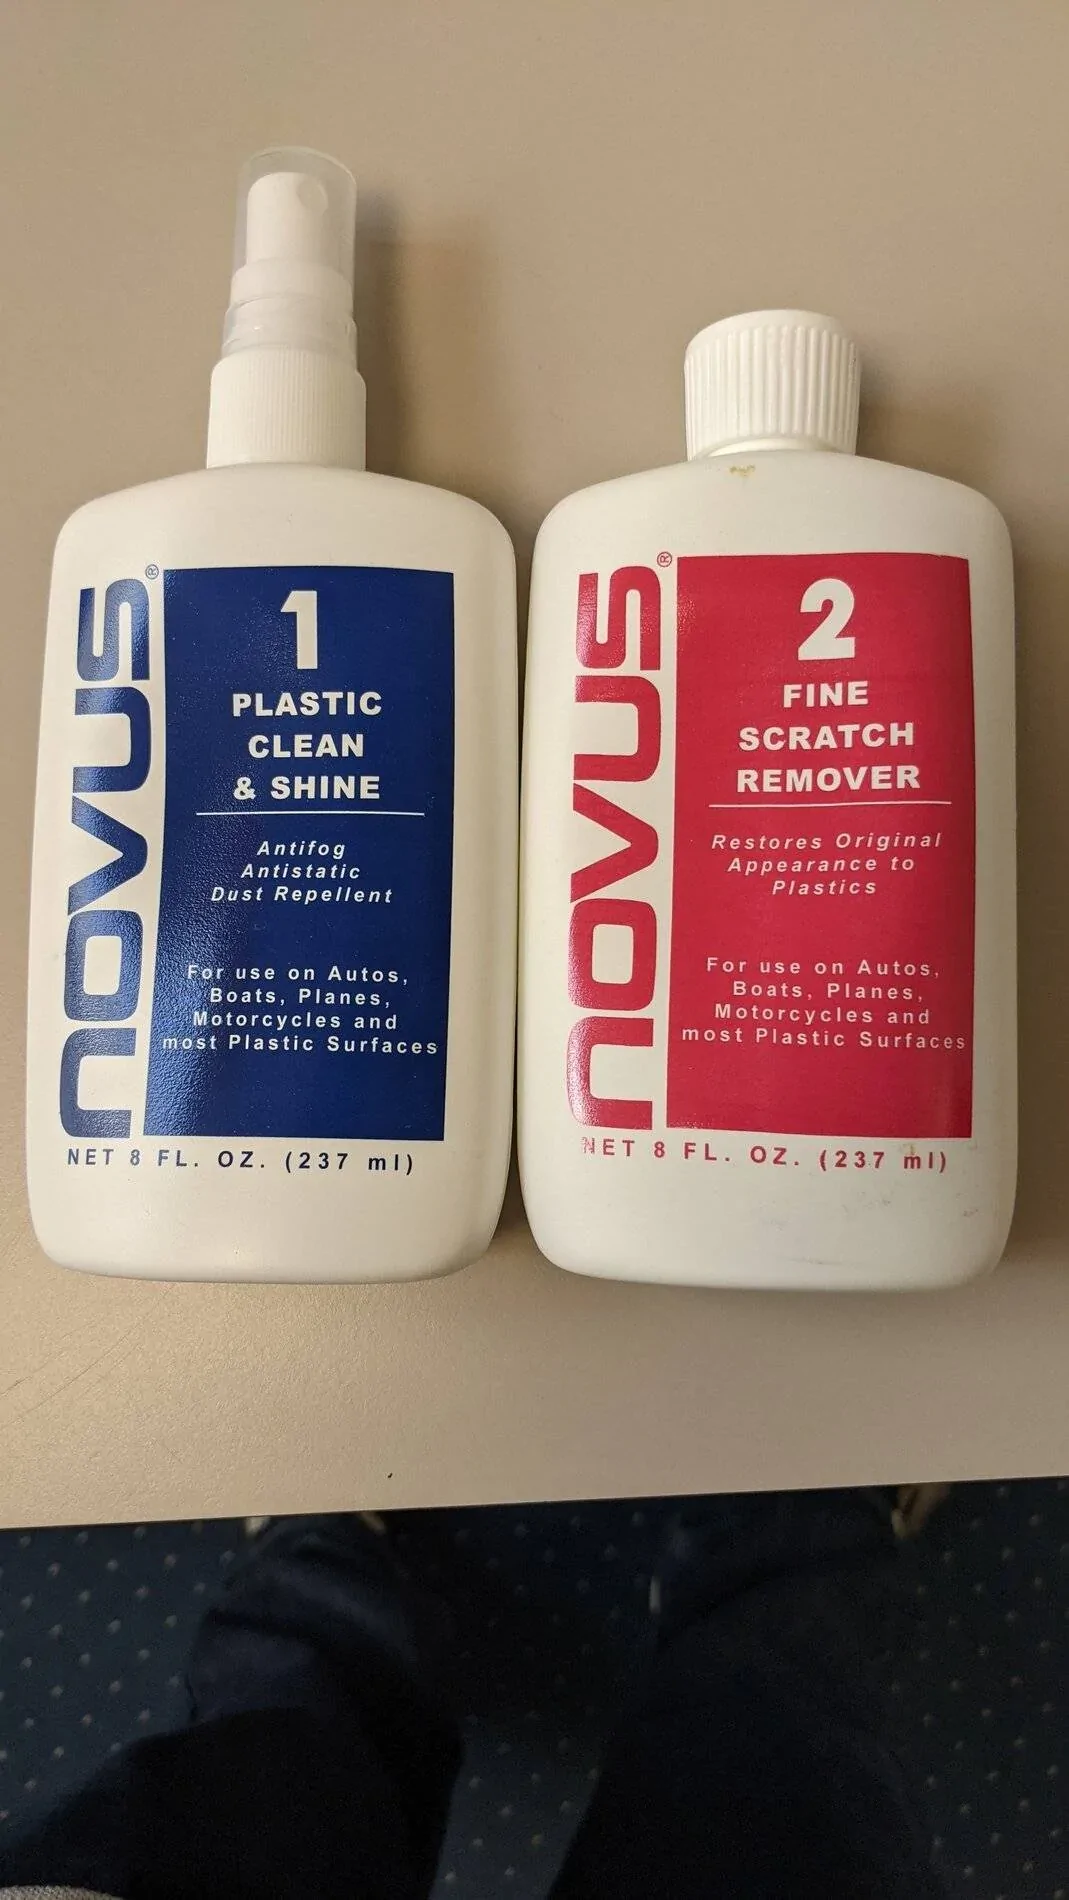 novus®
1
PLASTIC
CLEAN
& SHINE
Antifog
Antistatic
Dust Repellent
For use on Autos,
Boats, Planes,
Motorcycles and
most Plastic Surfaces
NET 8 FL. OZ. (237 ml)
novus®
2
FINE
SCRATCH
REMOVER
Restores Original
Appearance to
Plastics
For use on Autos,
Boats, Planes,
Motorcycles and
most Plastic Surfaces
NET 8 FL. OZ. (237 ml)